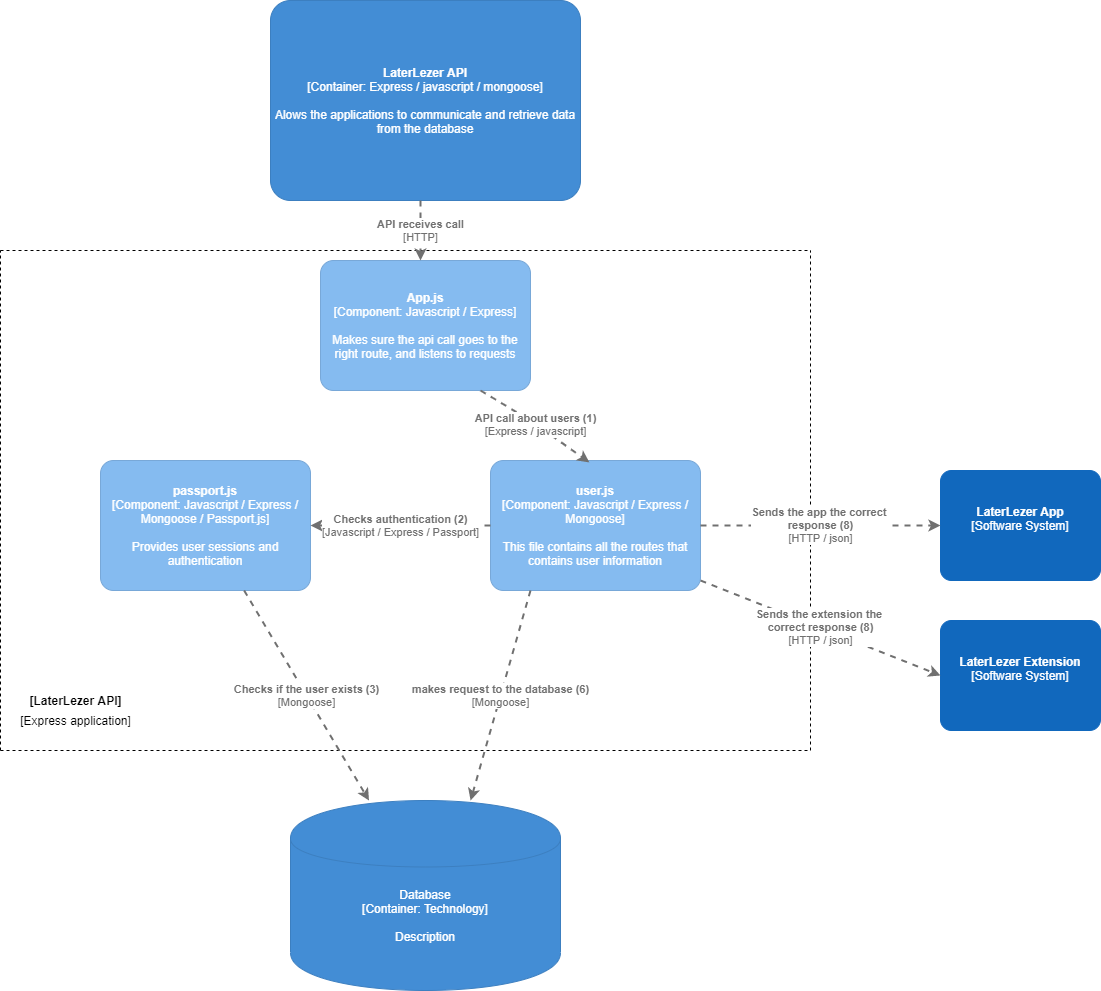 LaterLezer API
[Container: Express / javascript / mongoose]
Alows the applications to communicate and retrieve data
from the database
API receives call
[HTTP]
App.js
[Component: Javascript / Express]
Makes sure the api call goes to the
right route, and listens to requests
API call about users (1)
[Express / javascript]
passport.js
[Component: Javascript / Express /
Mongoose / Passport.js]
Provides user sessions and
authentication
Checks authentication (2)
[Javascript / Express / Passport]
user.js
[Component: Javascript / Express /
Mongoose]
This file contains all the routes that
contains user information
Sends the app the correct
response (8)
[HTTP / json]
LaterLezer App
[Software System]
Sends the extension the
correct response (8)
[HTTP / json]
LaterLezer Extension
[Software System]
Checks if the user exists (3)
[Mongoose]
makes request to the database (6)
[Mongoose]
[LaterLezer API]
[Express application]
Database
[Container: Technology]
Description